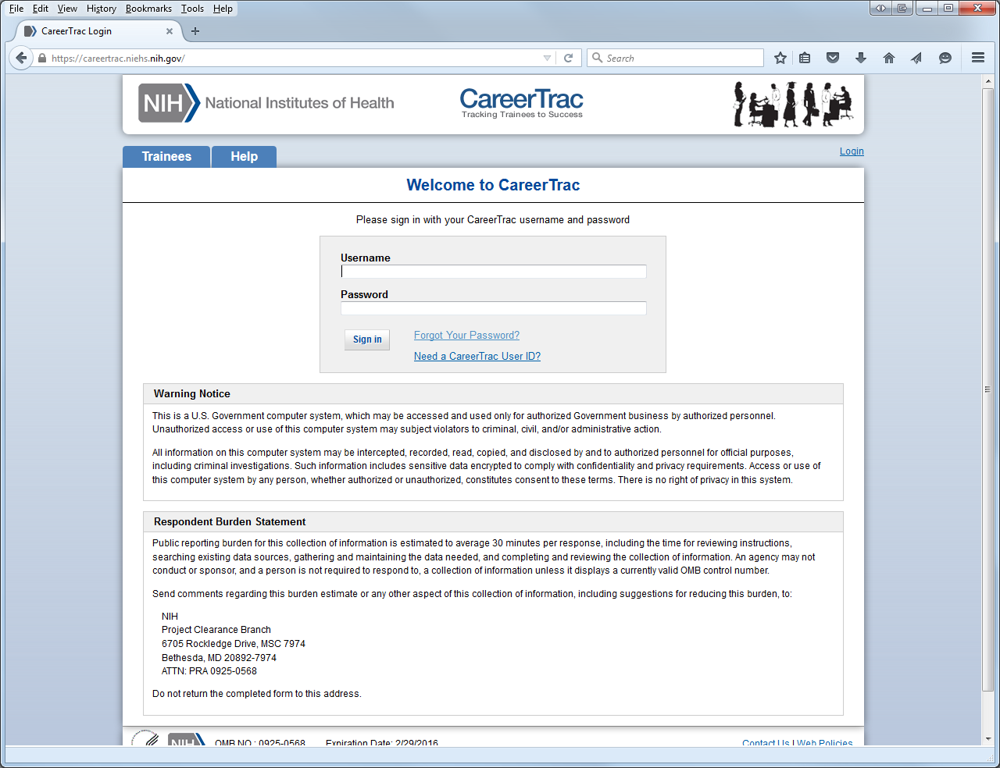 File Edit View History Bookmarks Tools Help
CareerTrac Login
https://careertrac.niehs.nih.gov/
Search
NIH National Institutes of Health
CareerTrac
Tracking Trainees to Success
Trainees Help
Login
Welcome to CareerTrac
Please sign in with your CareerTrac username and password
Username
Password
Sign in
Forgot Your Password?
Need a CareerTrac User ID?
Warning Notice
This is a U.S. Government computer system, which may be accessed and used only for authorized Government business by authorized personnel.
Unauthorized access or use of this computer system may subject violators to criminal, civil, and/or administrative action.
All information on this computer system may be intercepted, recorded, read, copied, and disclosed by and to authorized personnel for official purposes,
including criminal investigations. Such information includes sensitive data encrypted to comply with confidentiality and privacy requirements. Access or use of
this computer system by any person, whether authorized or unauthorized, constitutes consent to these terms. There is no right of privacy in this system.
Respondent Burden Statement
Public reporting burden for this collection of information is estimated to average 30 minutes per response, including the time for reviewing instructions,
searching existing data sources, gathering and maintaining the data needed, and completing and reviewing the collection of information. An agency may not
conduct or sponsor, and a person is not required to respond to, a collection of information unless it displays a currently valid OMB control number.
Send comments regarding this burden estimate or any other aspect of this collection of information, including suggestions for reducing this burden, to:
NIH
Project Clearance Branch
6705 Rockledge Drive, MSC 7974
Bethesda, MD 20892-7974
ATTN: PRA 0925-0568
Do not return the completed form to this address.
NIH OMB NO.: 0925-0568 Expiration Date: 2/29/2016 Contact Us | Web Policies